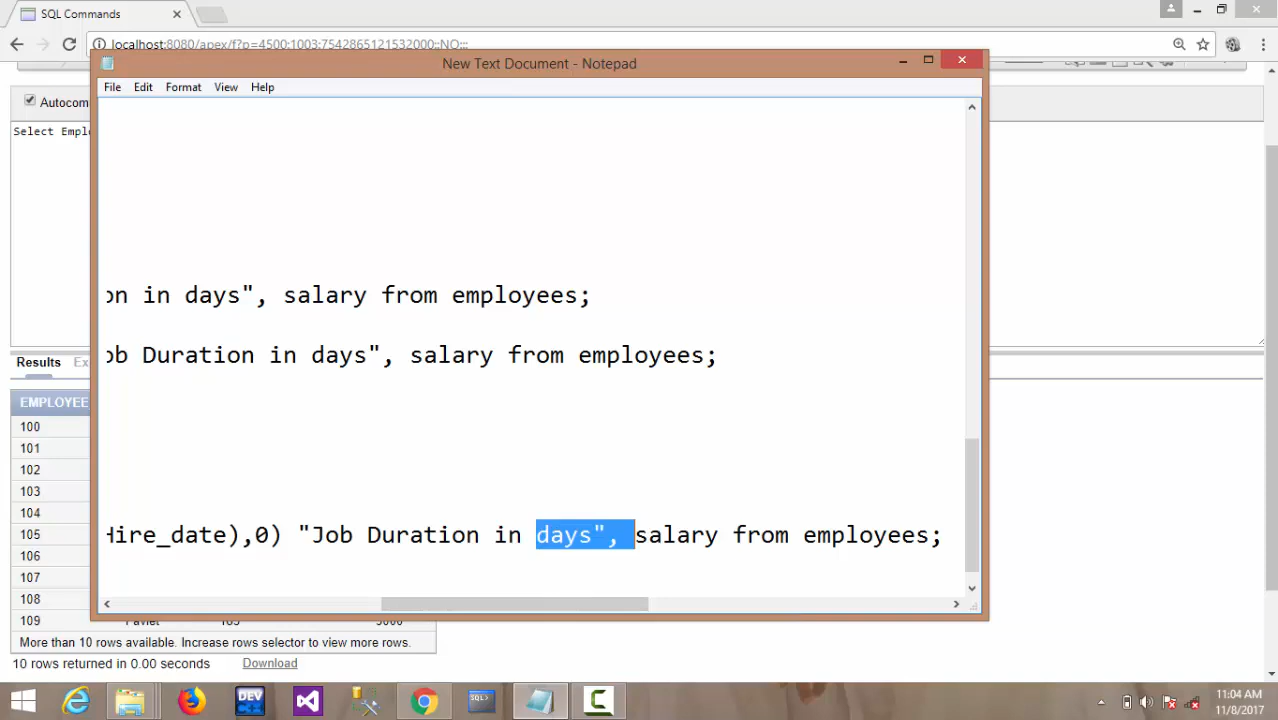 SQL Commands
localhost:8080/apex/f?p=4500:1003:7542865121532000::NO:::
New Text Document - Notepad
File Edit Format View Help
Autocom
Select Emplo
on in days", salary from employees;
ob Duration in days", salary from employees;
Hire_date),0) "Job Duration in days", salary from employees;
Results Ex
EMPLOYEE
100
101
102
103
104
105
106
107
108
109
More than 10 rows available. Increase rows selector to view more rows.
10 rows returned in 0.00 seconds Download
DEV
SQL>
11:04 AM
11/8/2017